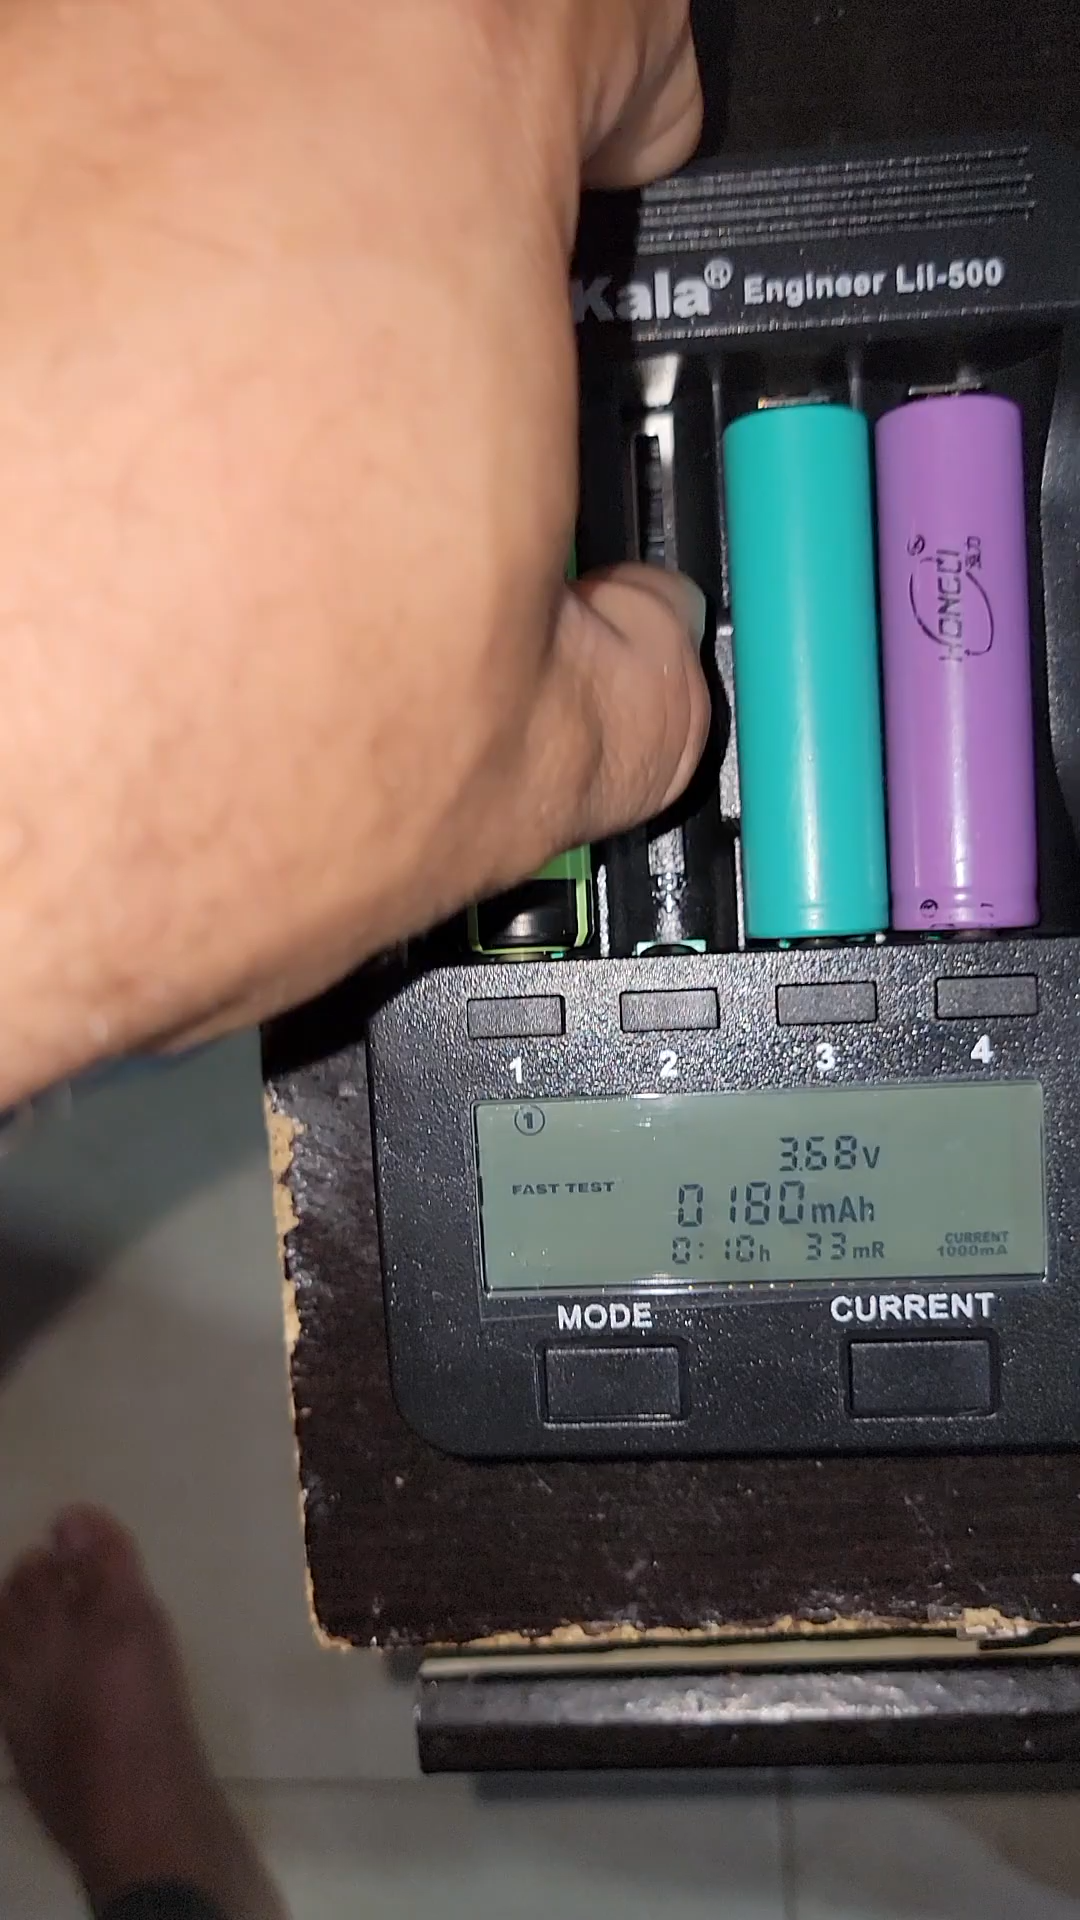 Kala® Engineer Lii-500
HONGLI
1 2 3 4
1
3.68V
FAST TEST
0180mAh
0:10h 33mR
CURRENT
1000mA
MODE CURRENT